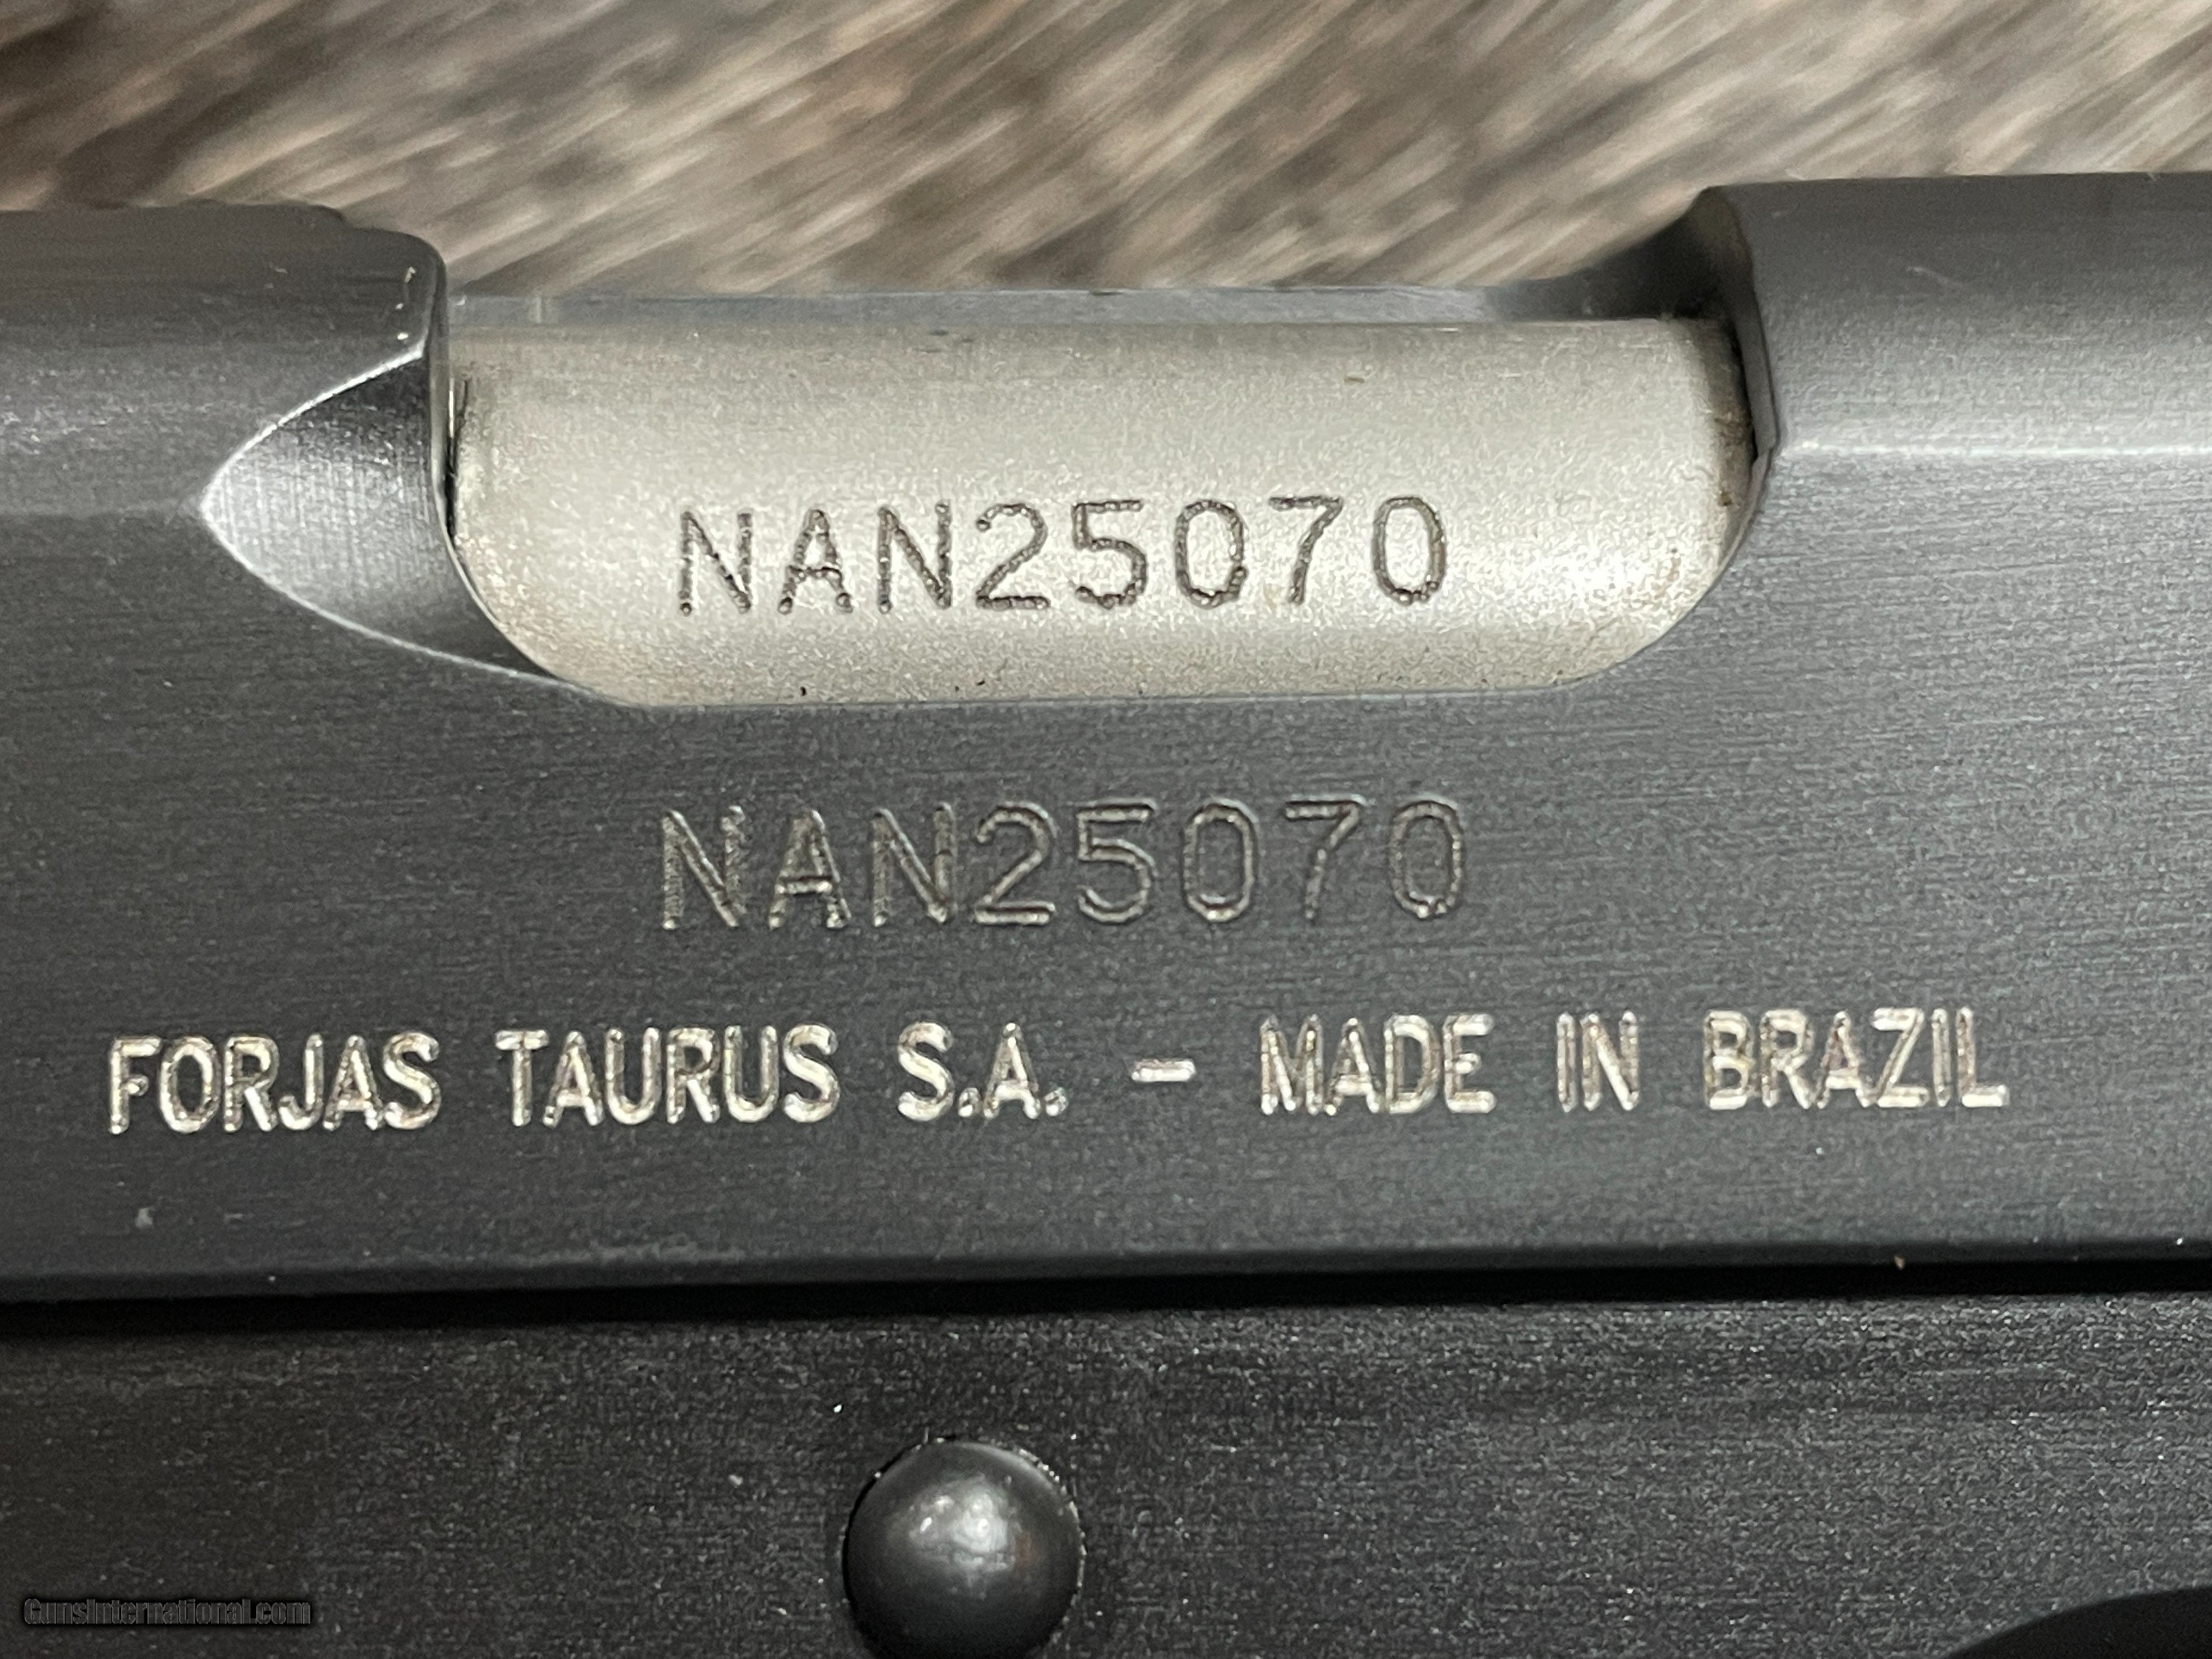 NAN25070
NAN25070
FORJAS TAURUS S.A. - MADE IN BRAZIL
GunsInternational.com